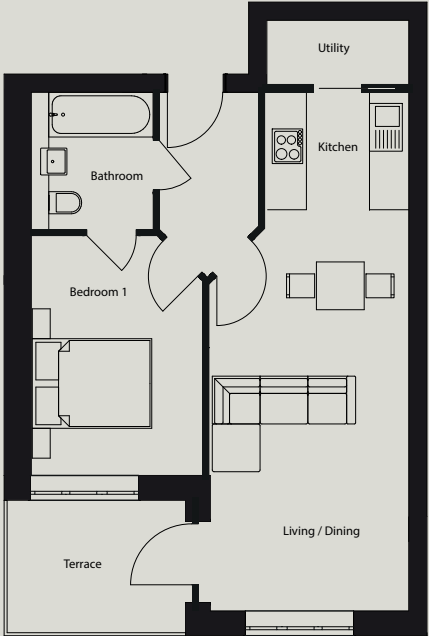 Utility
Kitchen
Bathroom
Bedroom 1
Living / Dining
Terrace